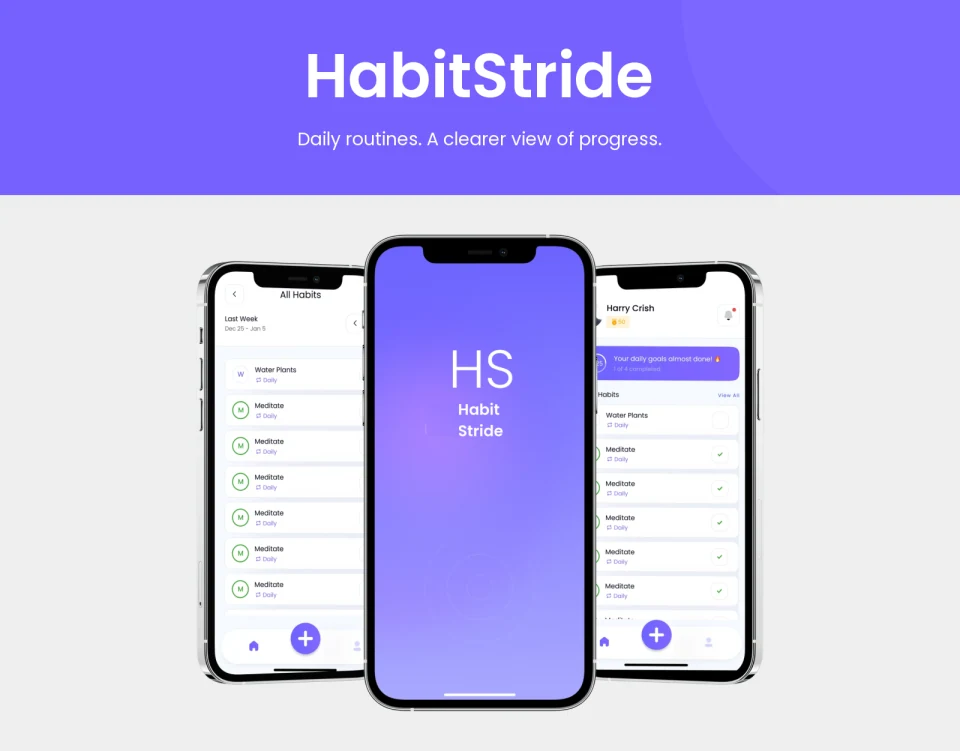 HabitStride
Daily routines. A clearer view of progress.
All Habits
Last Week
Dec 25 - Jan 5
W
Water Plants
Daily
M
Meditate
Daily
M
Meditate
Daily
M
Meditate
Daily
M
Meditate
Daily
M
Meditate
Daily
M
Meditate
Daily
HS
Habit
Stride
Harry Crish
Your daily goals almost done! 🔥
1 of 4 completed
Habits
View All
Water Plants
Daily
Meditate
Daily
Meditate
Daily
Meditate
Daily
Meditate
Daily
Meditate
Daily